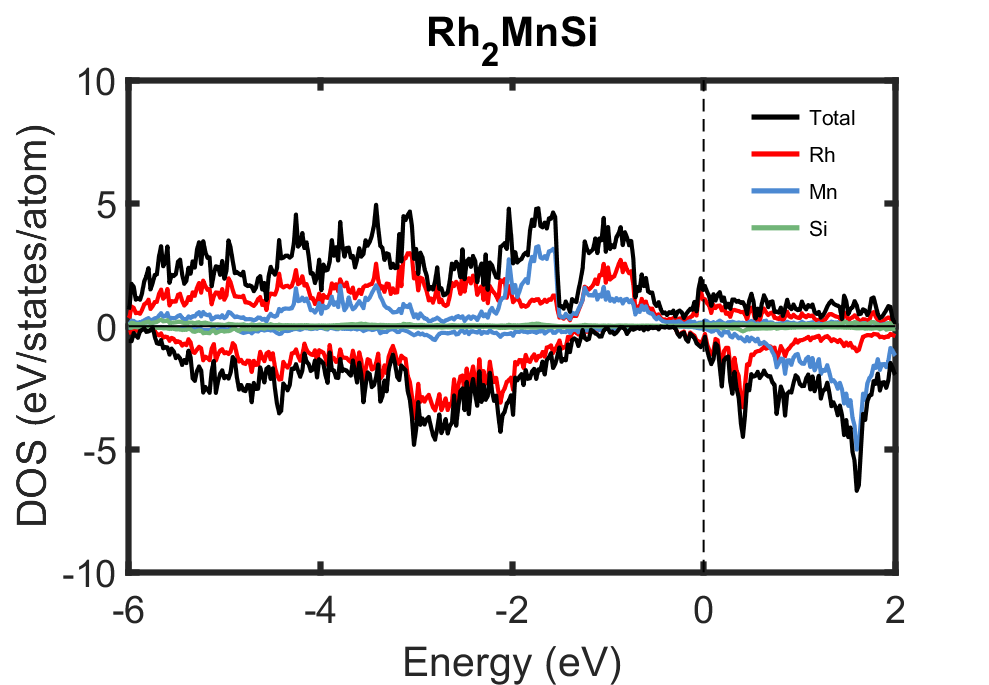 Rh₂MnSi
10
5
0
-5
-10
DOS (eV/states/atom)
Total
Rh
Mn
Si
-6
-4
-2
0
2
Energy (eV)